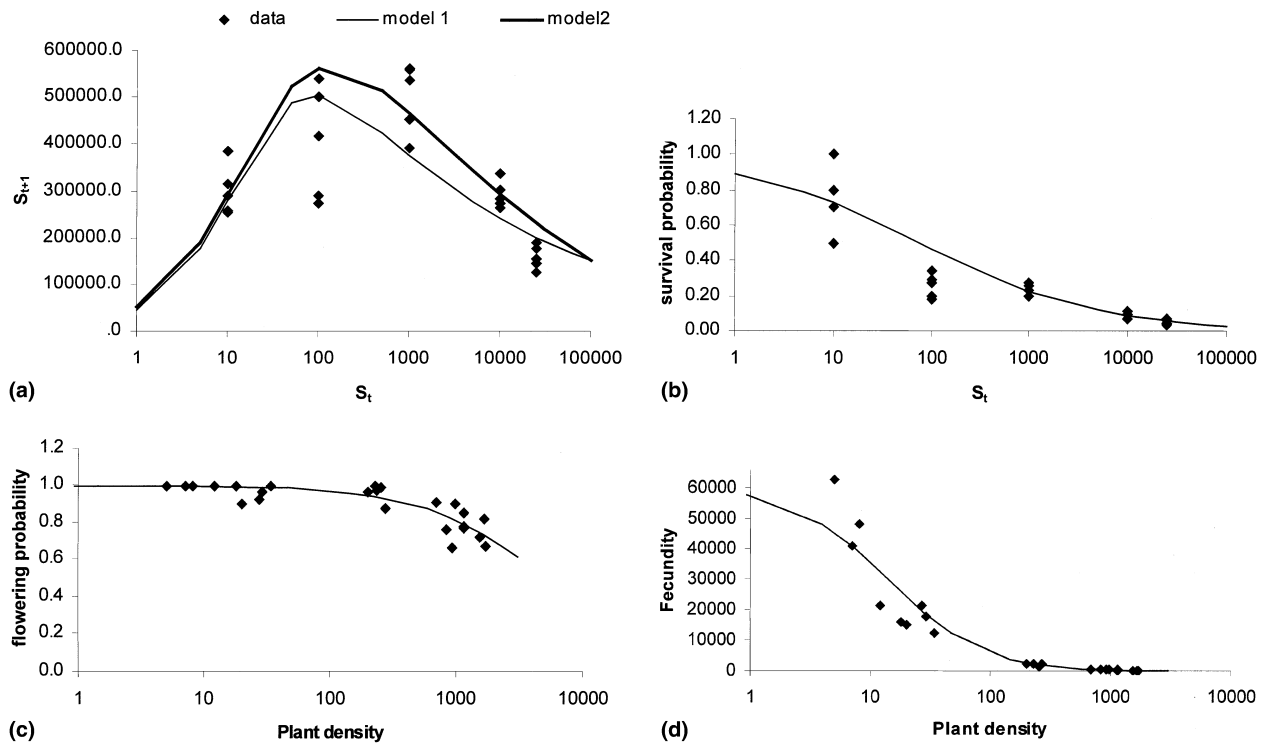 data model 1 model2
600000.0
500000.0
400000.0
300000.0
200000.0
100000.0
.0
St+1
1 10 100 1000 10000 100000
St
(a)
1.20
1.00
0.80
0.60
0.40
0.20
0.00
survival probability
1 10 100 1000 10000 100000
St
(b)
1.2
1.0
0.8
0.6
0.4
0.2
0.0
flowering probability
1 10 100 1000 10000
Plant density
(c)
60000
50000
40000
30000
20000
10000
0
Fecundity
1 10 100 1000 10000
Plant density
(d)